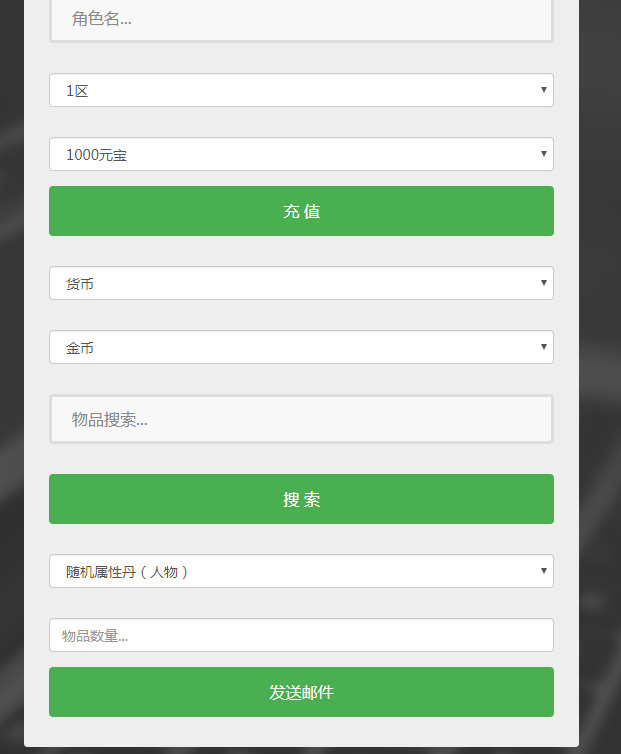 角色名...
1区
1000元宝
充 值
货币
金币
物品搜索...
搜 索
随机属性丹（人物）
物品数量...
发送邮件